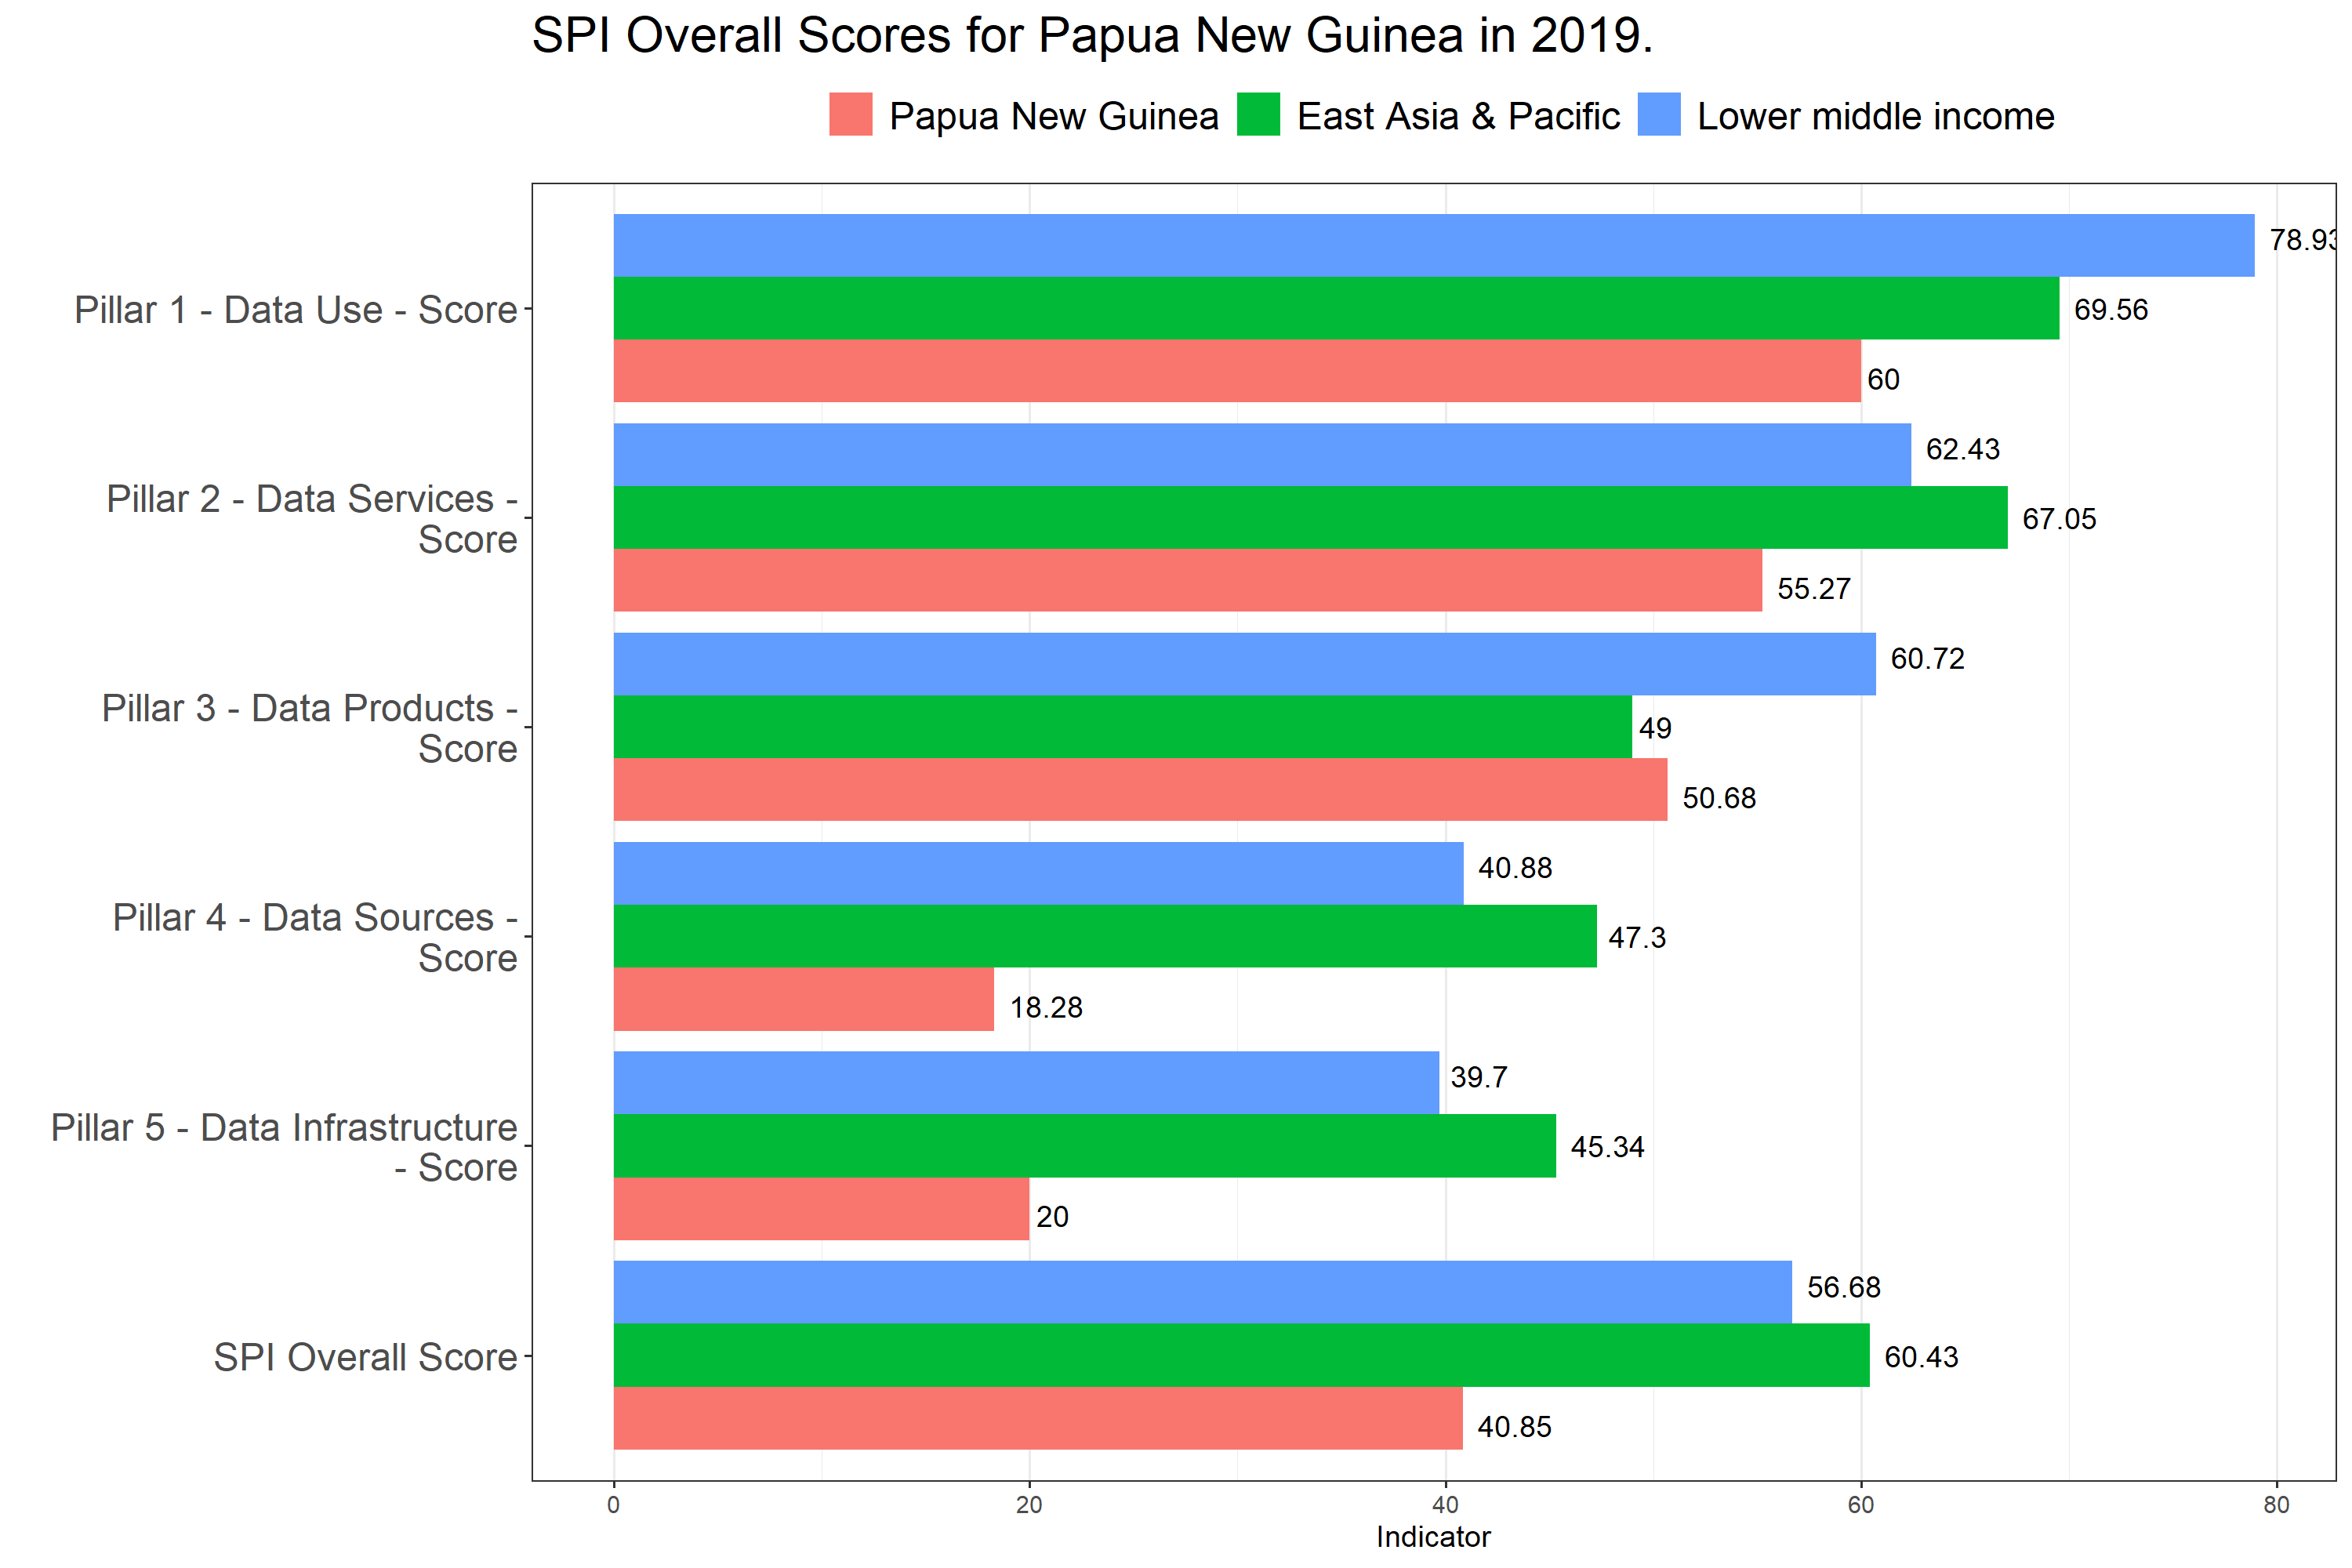 SPI Overall Scores for Papua New Guinea in 2019.
Papua New Guinea East Asia & Pacific Lower middle income
Pillar 1 - Data Use - Score
78.93
69.56
60
Pillar 2 - Data Services -
Score
62.43
67.05
55.27
Pillar 3 - Data Products -
Score
60.72
49
50.68
Pillar 4 - Data Sources -
Score
40.88
47.3
18.28
Pillar 5 - Data Infrastructure
- Score
39.7
45.34
20
SPI Overall Score
56.68
60.43
40.85
0 20 40 60 80
Indicator